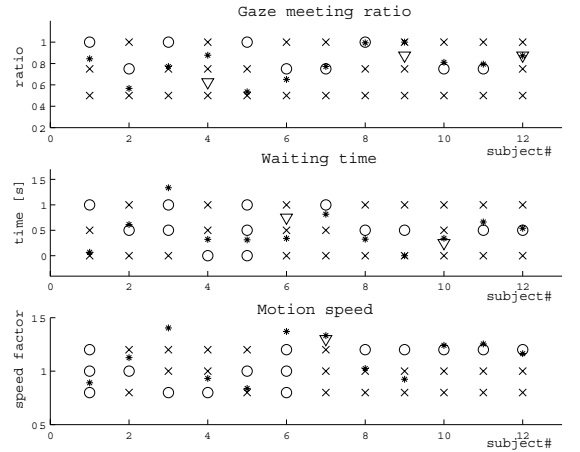 Gaze meeting ratio
ratio
1
0.8
0.6
0.4
0.2
0 2 4 6 8 10 12
subject#
Waiting time
time [s]
1.5
1
0.5
0
0 2 4 6 8 10 12
subject#
Motion speed
speed factor
1.5
1
0.5
0 2 4 6 8 10 12
subject#